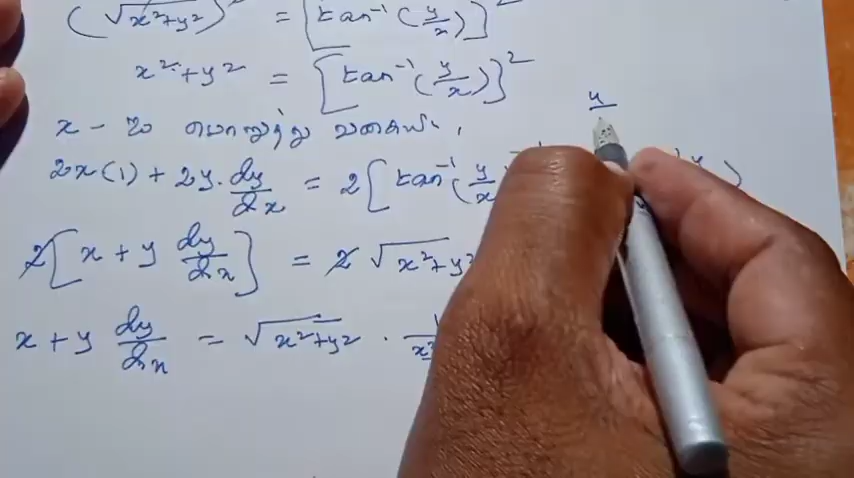 (√x²+y²)² = [tan⁻¹(y/x)]²
x²+y² = [tan⁻¹(y/x)]²
y
x - ஐ பொறுத்து வகையிட,
2x(1) + 2y·dy/dx = 2[tan⁻¹(y/x
2[x + y dy/dx] = 2 √x²+y²
x + y dy/dx = √x²+y² ·